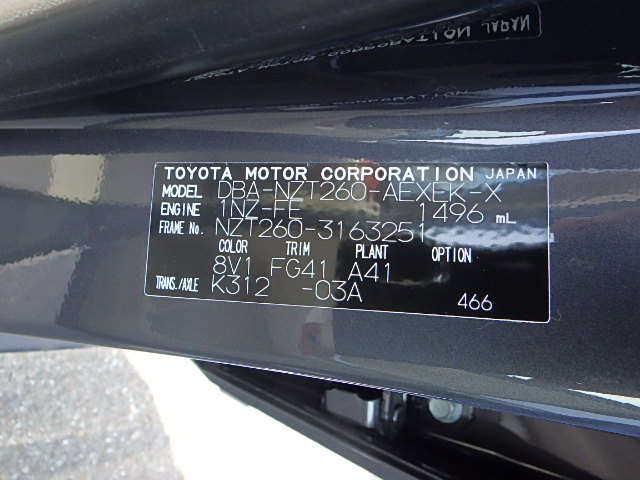 TOYOTA MOTOR CORPORATION JAPAN
MODEL DBA-NZT260-AEXEK-X
ENGINE 1NZ-FE 1496 mL
FRAME No. NZT260-3163251
COLOR TRIM PLANT OPTION
8V1 FG41 A41
TRANS./AXLE K312 -03A
466